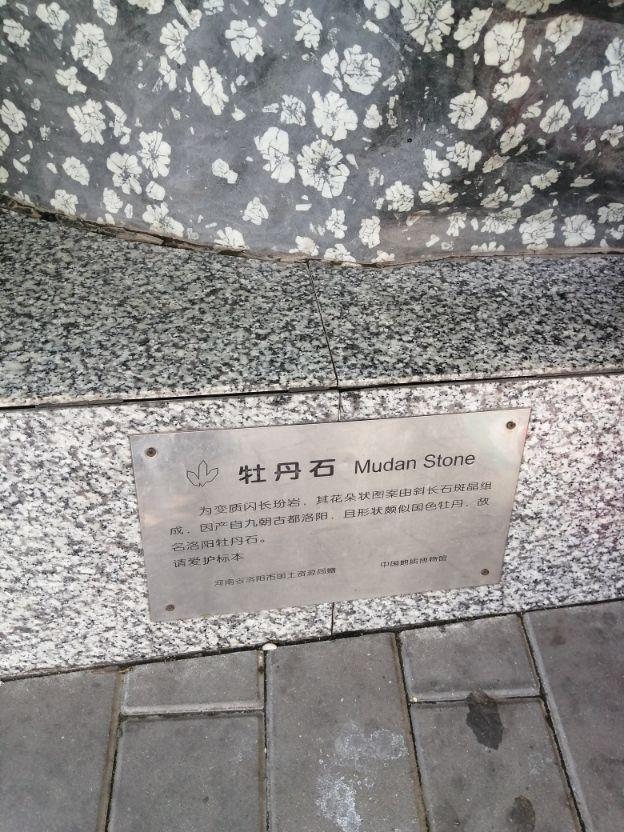 牡丹石 Mudan Stone
为变质闪长玢岩，其花朵状图案由斜长石斑晶组
成，因产自九朝古都洛阳，且形状颇似国色牡丹，故
名洛阳牡丹石。
请爱护标本
河南省洛阳市国土资源局赠 中国地质博物馆